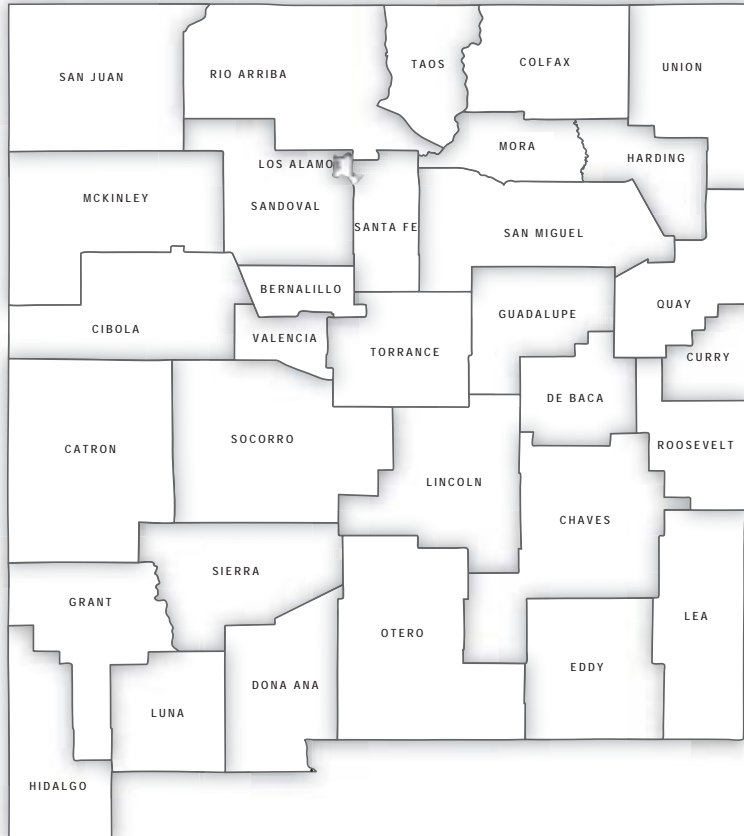 SAN JUAN
RIO ARRIBA
TAOS
COLFAX
UNION
MORA
HARDING
LOS ALAMO
MCKINLEY
SANDOVAL
SANTA FE
SAN MIGUEL
BERNALILLO
QUAY
GUADALUPE
CIBOLA
VALENCIA
TORRANCE
CURRY
DE BACA
CATRON
SOCORRO
ROOSEVELT
LINCOLN
CHAVES
SIERRA
GRANT
OTERO
LEA
EDDY
DONA ANA
LUNA
HIDALGO